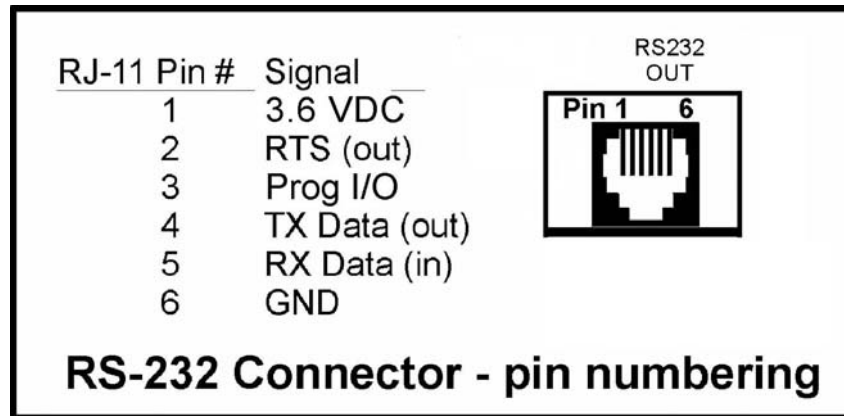 RJ-11 Pin # Signal
1 3.6 VDC
2 RTS (out)
3 Prog I/O
4 TX Data (out)
5 RX Data (in)
6 GND
RS232
OUT
Pin 1 6
RS-232 Connector - pin numbering